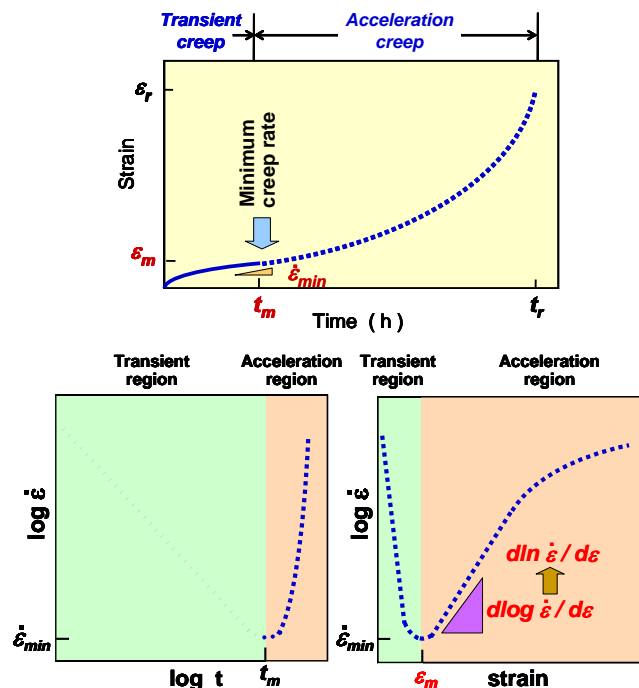 Transient
creep
Acceleration
creep
εr
Strain
Minimum
creep rate
εm
ε̇min
tm
Time ( h )
tr
Transient
region
Acceleration
region
log ε̇
ε̇min
log t
tm
Transient
region
Acceleration
region
log ε̇
dln ε̇ / dε
dlog ε̇ / dε
ε̇min
εm
strain